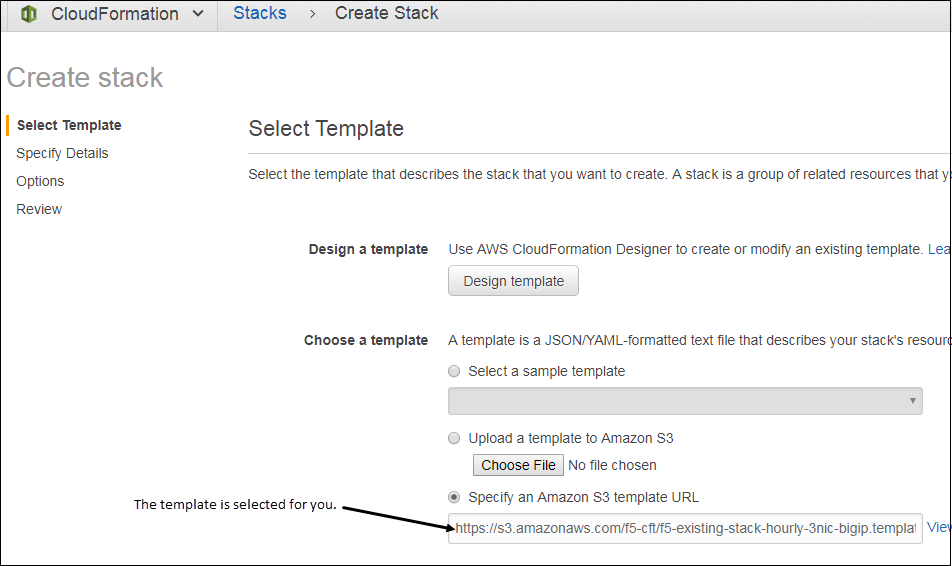 CloudFormation Stacks > Create Stack
Create stack
Select Template
Specify Details
Options
Review
Select Template
Select the template that describes the stack that you want to create. A stack is a group of related resources that
Design a template Use AWS CloudFormation Designer to create or modify an existing template.
Design template
Choose a template A template is a JSON/YAML-formatted text file that describes your stack's
Select a sample template
Upload a template to Amazon S3
Choose File No file chosen
Specify an Amazon S3 template URL
The template is selected for you.
https://s3.amazonaws.com/f5-cft/f5-existing-stack-hourly-3nic-bigip.templat View